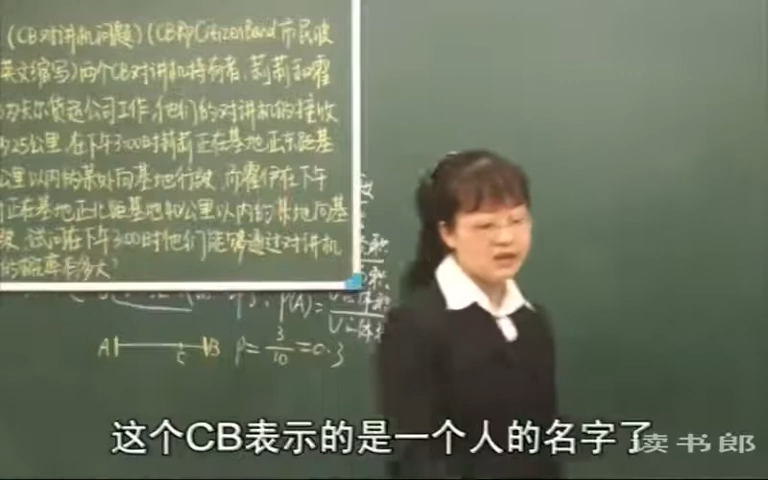 (CB对讲机问题)(CB即CitizenBand市民波
英文缩写)两个CB对讲机持有者,莉莉和霍
为卡尔货运公司工作,他们的对讲机的接收
25公里,在下午3:00时莉莉正在基地正东距基
公里以内的某处向基地行驶,而霍伊在下午
正在基地正北距基地40公里以内的某地向基
驶,试问在下午3:00时他们能够通过对讲机
的概率有多大?
P(A)=
A C B P=3/10=0.3
这个CB表示的是一个人的名字了
读书郎